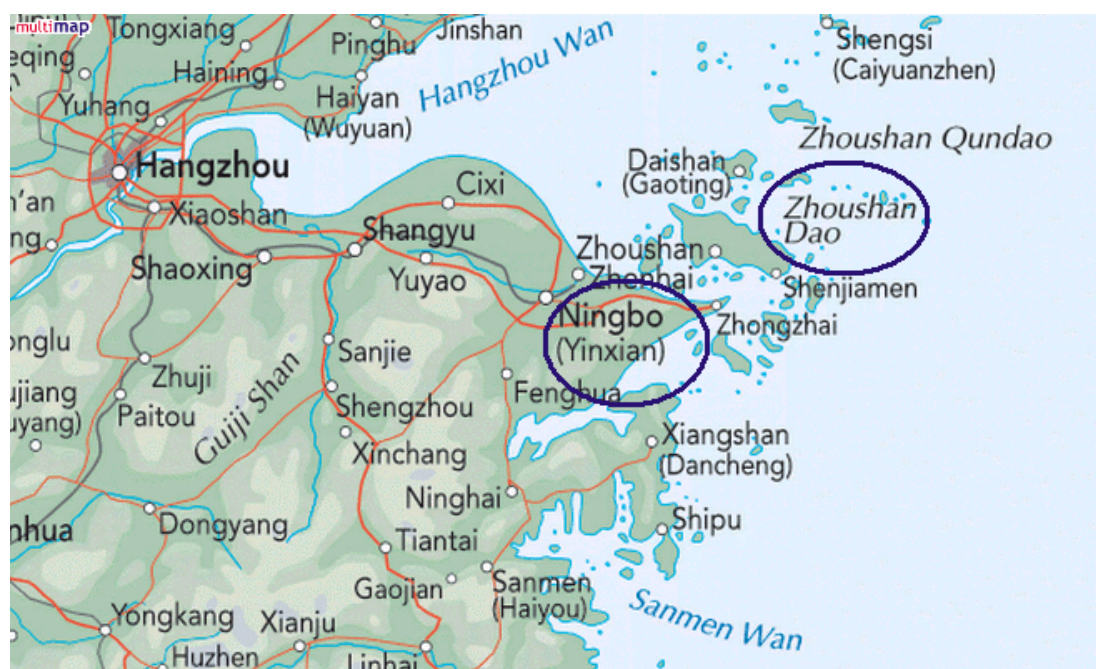 multimap
Tongxiang
Pinghu
Jinshan
Hangzhou Wan
Shengsi
(Caiyuanzhen)
Haining
Yuhang
Haiyan
(Wuyuan)
Zhoushan Qundao
Hangzhou
Daishan
(Gaoting)
Cixi
Zhoushan
Dao
Xiaoshan
Shangyu
Shaoxing
Yuyao
Zhoushan
Zhenhai
Shenjiamen
Ningbo
(Yinxian)
Zhongzhai
Sanjie
Zhuji
Guiji Shan
Fenghua
Paitou
Shengzhou
Xinchang
Xiangshan
(Dancheng)
Ninghai
Dongyang
Shipu
Tiantai
Gaojian
Sanmen
(Haiyou)
Sanmen Wan
Yongkang
Xianju
Huzhen
Linhai